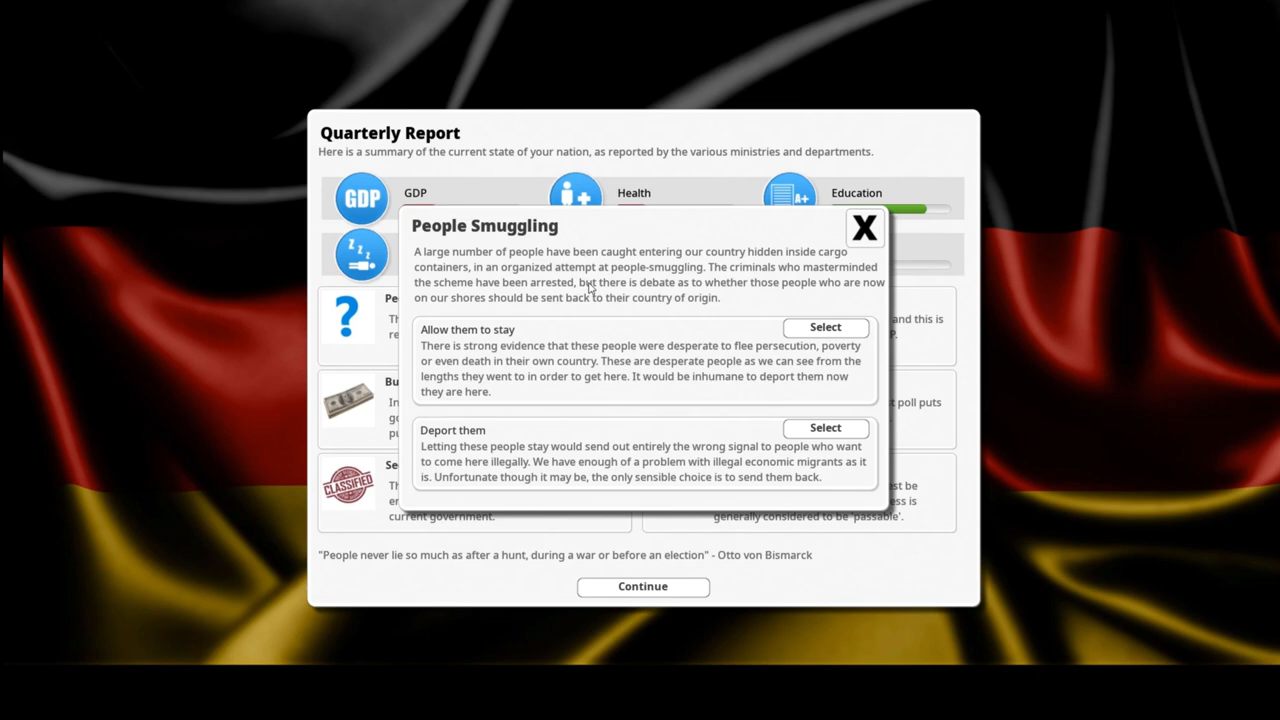 Quarterly Report
Here is a summary of the current state of your nation, as reported by the various ministries and departments.
GDP
GDP
Health
A+
Education
Z Z Z
People Smuggling
X
A large number of people have been caught entering our country hidden inside cargo
containers, in an organized attempt at people-smuggling. The criminals who masterminded
the scheme have been arrested, but there is debate as to whether those people who are now
on our shores should be sent back to their country of origin.
Allow them to stay
Select
There is strong evidence that these people were desperate to flee persecution, poverty
or even death in their own country. These are desperate people as we can see from the
lengths they went to in order to get here. It would be inhumane to deport them now
they are here.
Deport them
Select
Letting these people stay would send out entirely the wrong signal to people who want
to come here illegally. We have enough of a problem with illegal economic migrants as it
is. Unfortunate though it may be, the only sensible choice is to send them back.
?
and this is
poll puts
CLASSIFIED
current government.
generally considered to be 'passable'.
"People never lie so much as after a hunt, during a war or before an election" - Otto von Bismarck
Continue